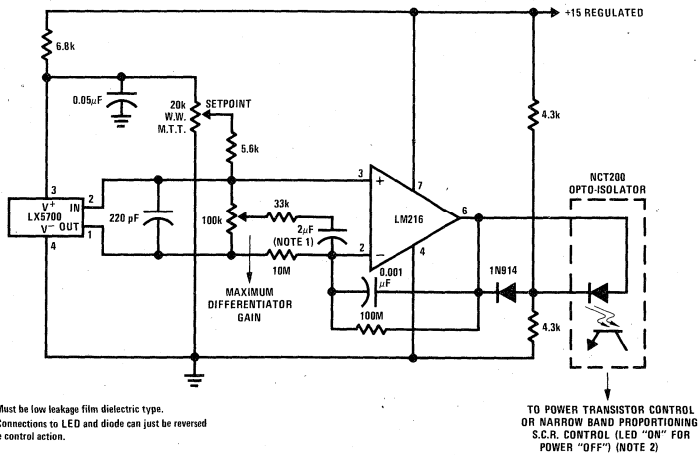 +15 REGULATED
6.8k
0.05µF
20k
W.W.
M.T.T.
SETPOINT
5.6k
4.3k
NCT200
OPTO-ISOLATOR
3
V+ IN 2
LX5700
V− OUT 1
4
220 pF
100k
33k
2µF
(NOTE 1)
10M
3
+
7
LM216
6
2
−
4
0.001
µF
100M
1N914
4.3k
MAXIMUM
DIFFERENTIATOR
GAIN
Must be low leakage film dielectric type.
Connections to LED and diode can just be reversed
control action.
TO POWER TRANSISTOR CONTROL
OR NARROW BAND PROPORTIONING
S.C.R. CONTROL (LED "ON" FOR
POWER "OFF") (NOTE 2)